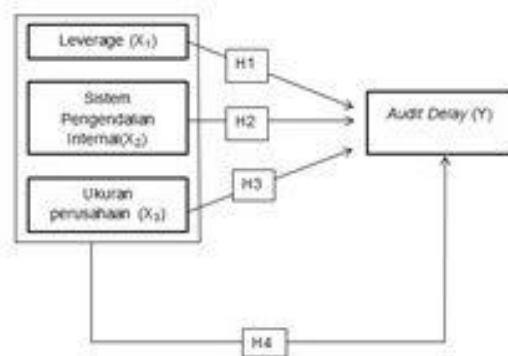 Leverage (X₁)
H1
Sistem
Pengendalian
Internal(X₂)
H2
Audit Delay (Y)
Ukuran
perusahaan (X₃)
H3
H4